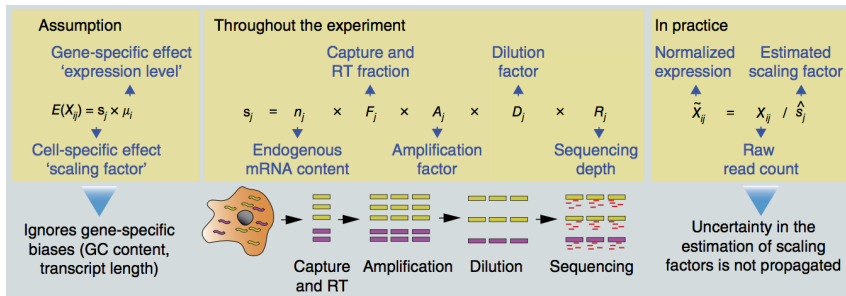 Assumption
Gene-specific effect
'expression level'
E(Xij) = sj × μi
Cell-specific effect
'scaling factor'
Ignores gene-specific
biases (GC content,
transcript length)
Throughout the experiment
Capture and
RT fraction
Dilution
factor
sj = nj × Fj × Aj × Dj × Rj
Endogenous
mRNA content
Amplification
factor
Sequencing
depth
Capture
and RT
Amplification
Dilution
Sequencing
In practice
Normalized
expression
Estimated
scaling factor
X̃ij = Xij / ŝj
Raw
read count
Uncertainty in the
estimation of scaling
factors is not propagated